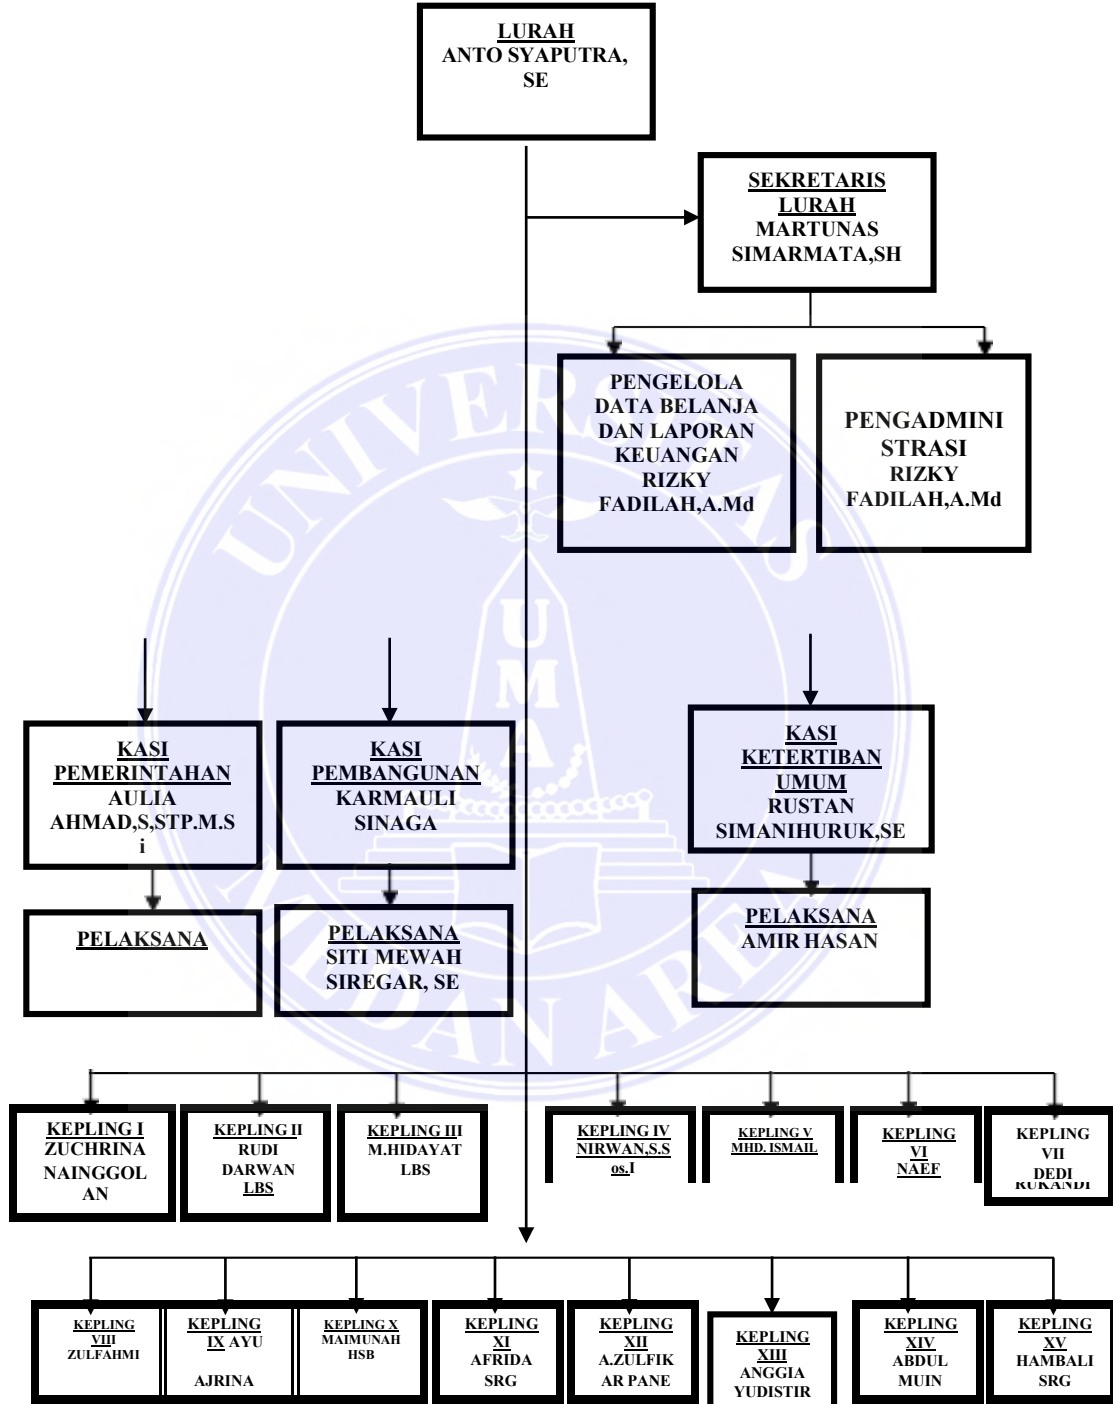 LURAH
ANTO SYAPUTRA,
SE
SEKRETARIS
LURAH
MARTUNAS
SIMARMATA,SH
PENGELOLA
DATA BELANJA
DAN LAPORAN
KEUANGAN
RIZKY
FADILAH,A.Md
PENGADMINI
STRASI
RIZKY
FADILAH,A.Md
UNIVERSITAS
MEDAN AREA
UMA
KASI
PEMERINTAHAN
AULIA
AHMAD,S,STP.M.S
i
KASI
PEMBANGUNAN
KARMAULI
SINAGA
KASI
KETERTIBAN
UMUM
RUSTAN
SIMANIHURUK,SE
PELAKSANA
PELAKSANA
SITI MEWAH
SIREGAR, SE
PELAKSANA
AMIR HASAN
KEPLING I
ZUCHRINA
NAINGGOL
AN
KEPLING II
RUDI
DARWAN
LBS
KEPLING III
M.HIDAYAT
LBS
KEPLING IV
NIRWAN,S.S
os.I
KEPLING V
MHD. ISMAIL
KEPLING
VI
NAEF
KEPLING
VII
DEDI
RUKANDI
KEPLING
VIII
ZULFAHMI
KEPLING
IX AYU
AJRINA
KEPLING X
MAIMUNAH
HSB
KEPLING
XI
AFRIDA
SRG
KEPLING
XII
A.ZULFIK
AR PANE
KEPLING
XIII
ANGGIA
YUDISTIR
KEPLING
XIV
ABDUL
MUIN
KEPLING
XV
HAMBALI
SRG